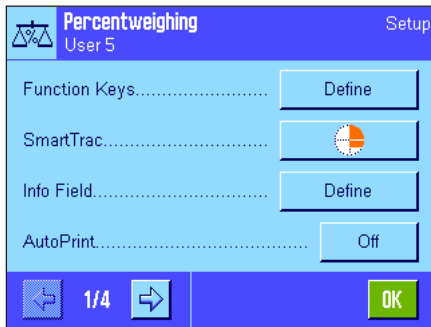 Percentweighing
Setup
User 5
Function Keys........................... Define
SmartTrac.................................
Info Field................................... Define
AutoPrint........................................... Off
1/4
OK